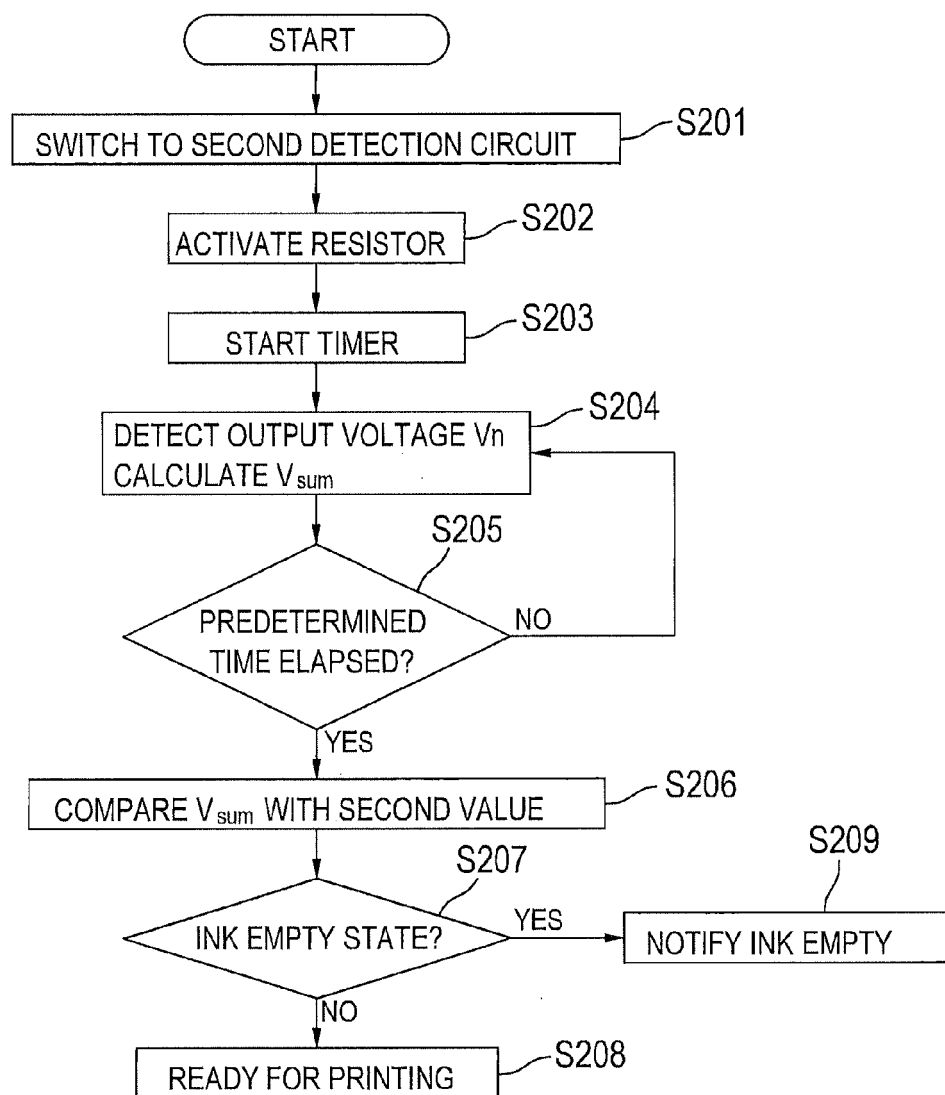 START
S201
SWITCH TO SECOND DETECTION CIRCUIT
S202
ACTIVATE RESISTOR
S203
START TIMER
S204
DETECT OUTPUT VOLTAGE Vn
CALCULATE Vsum
S205
PREDETERMINED
TIME ELAPSED?
NO
YES
S206
COMPARE Vsum WITH SECOND VALUE
S207
S209
INK EMPTY STATE?
YES
NOTIFY INK EMPTY
NO
S208
READY FOR PRINTING